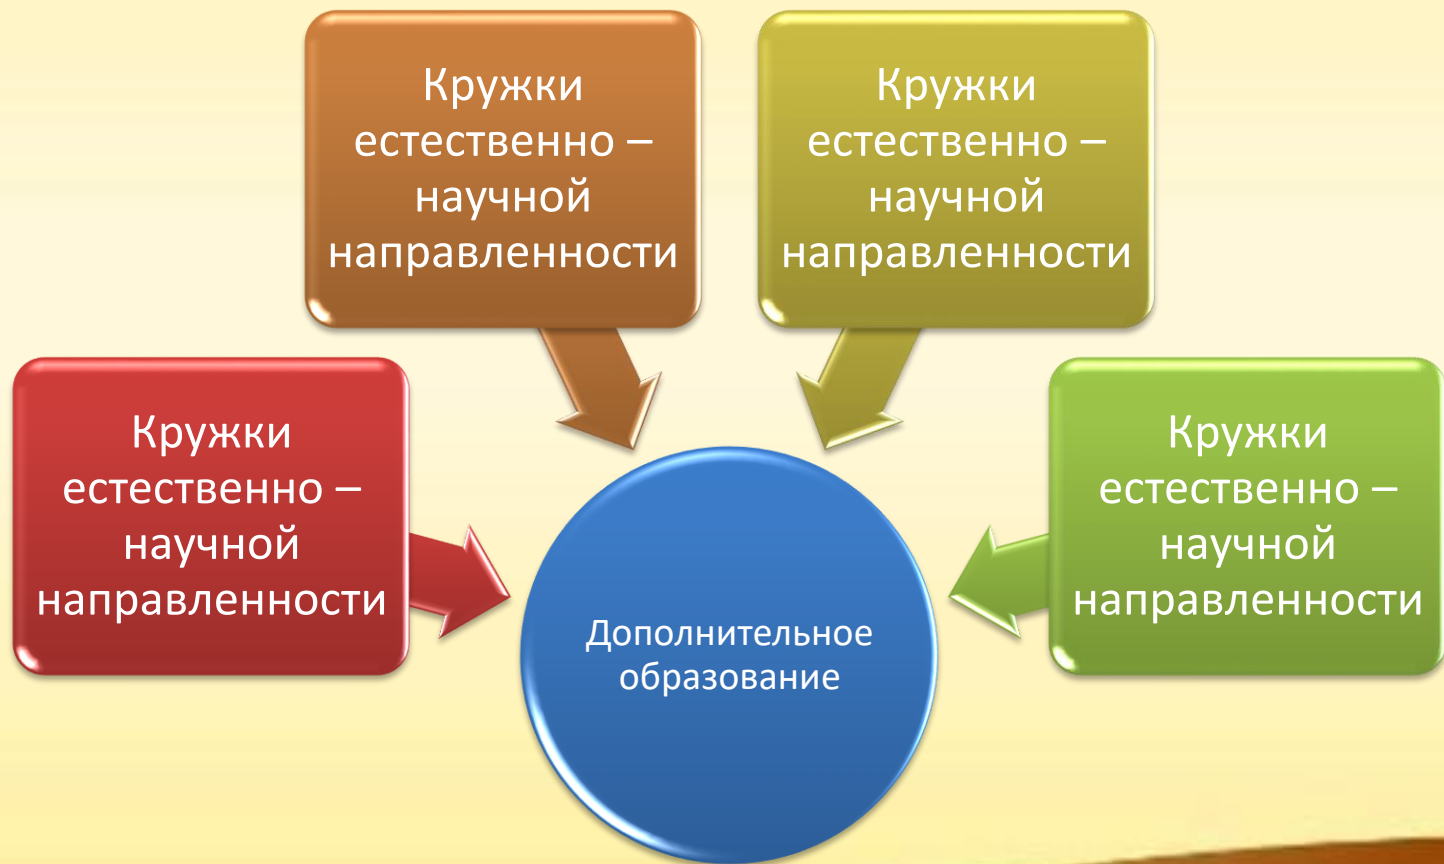 Кружки
естественно –
научной
направленности
Кружки
естественно –
научной
направленности
Кружки
естественно –
научной
направленности
Кружки
естественно –
научной
направленности
Дополнительное
образование